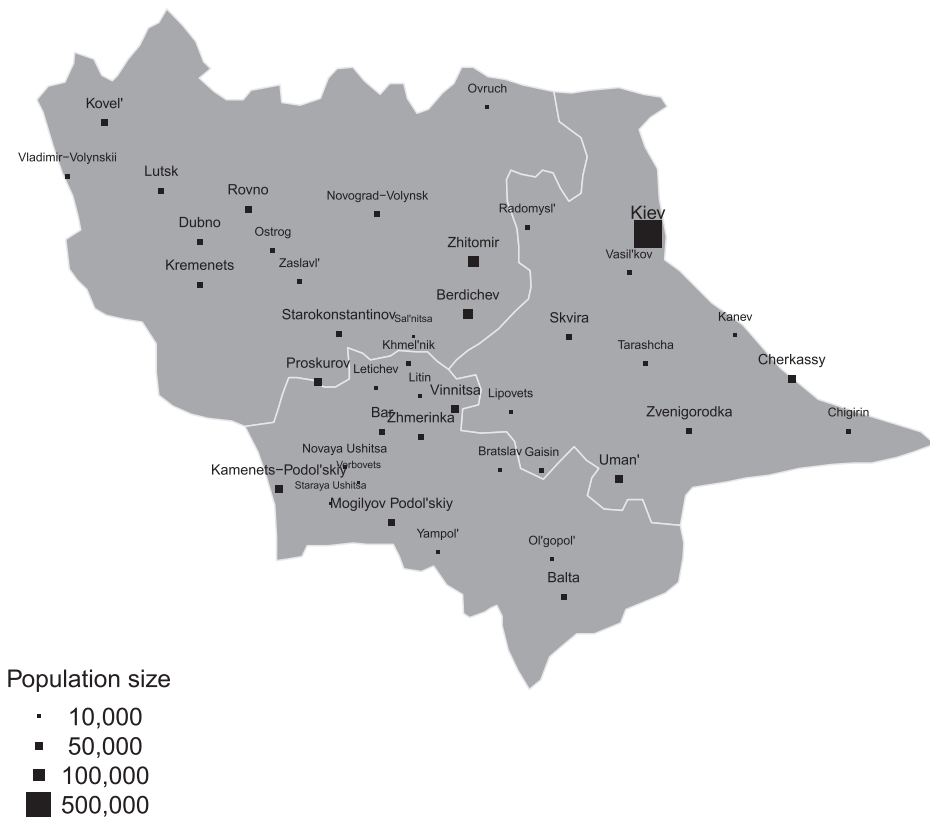 Ovruch
Kovel'
Vladimir−Volynskii
Lutsk
Rovno
Novograd−Volynsk
Radomysl'
Kiev
Dubno
Ostrog
Zhitomir
Vasil'kov
Kremenets
Zaslavl'
Berdichev
Starokonstantinov
Sal'nitsa
Skvira
Kanev
Khmel'nik
Tarashcha
Proskurov
Letichev
Cherkassy
Litin
Vinnitsa
Lipovets
Bar
Zhmerinka
Zvenigorodka
Chigirin
Novaya Ushitsa
Bratslav
Gaisin
Verbovets
Kamenets−Podol'skiy
Uman'
Staraya Ushitsa
Mogilyov Podol'skiy
Yampol'
Ol'gopol'
Balta
Population size
10,000
50,000
100,000
500,000